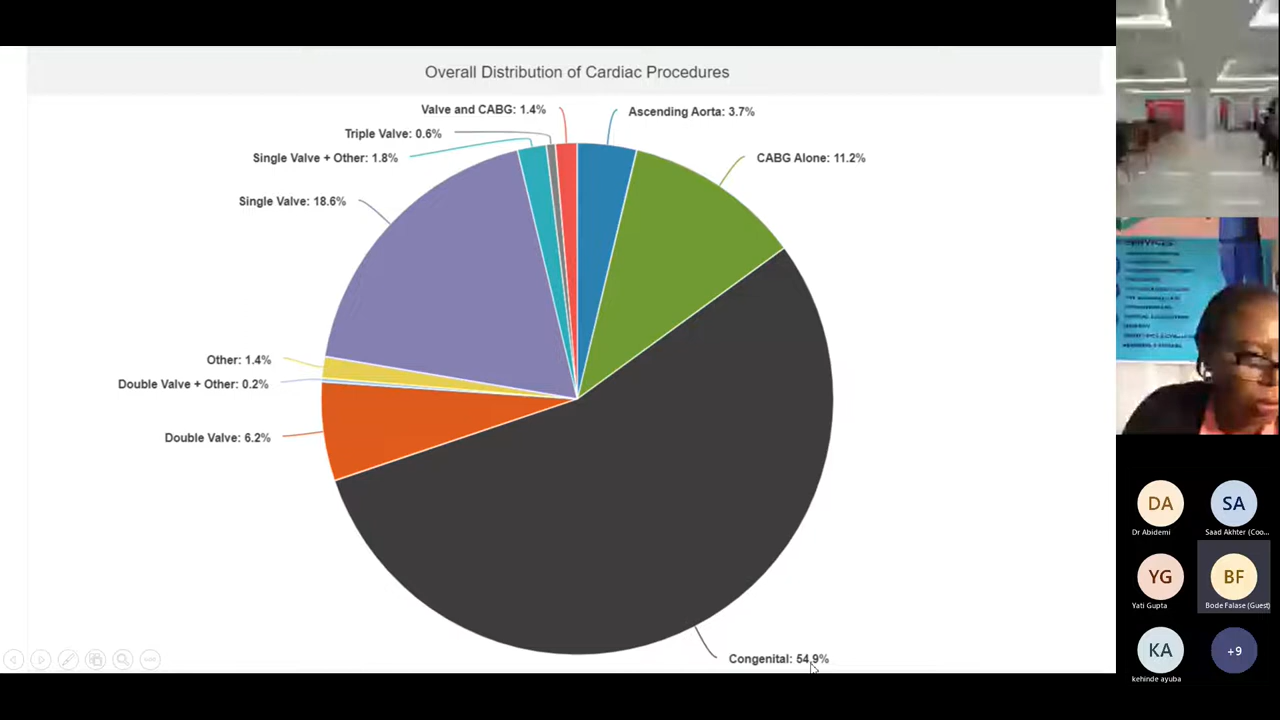 Overall Distribution of Cardiac Procedures
Valve and CABG: 1.4%
Ascending Aorta: 3.7%
Triple Valve: 0.6%
Single Valve + Other: 1.8%
CABG Alone: 11.2%
Single Valve: 18.6%
Other: 1.4%
Double Valve + Other: 0.2%
Double Valve: 6.2%
Congenital: 54.9%
DA
Dr Abidemi
SA
Saad Akhter (Coo...
YG
Yati Gupta
BF
Bode Falase (Guest)
KA
kehinde ayuba
+9